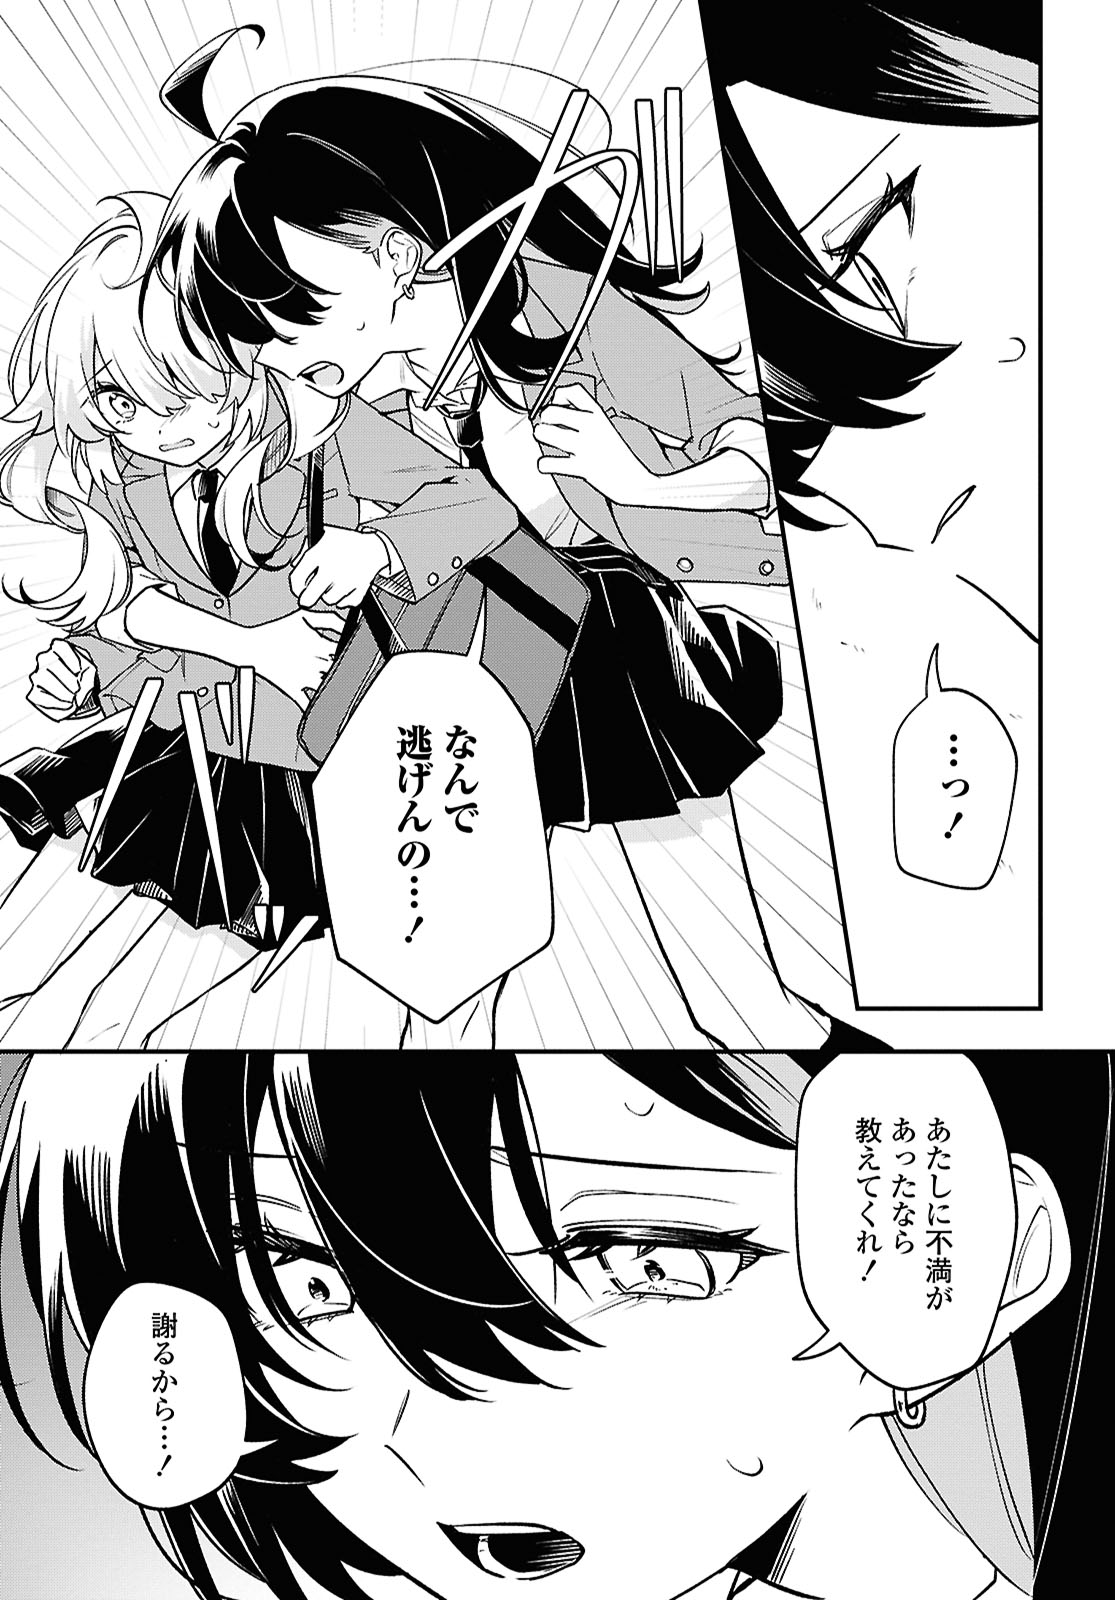 …っ！
なんで
逃げんの…！
あたしに不満が
あったなら
教えてくれ！
謝るから…！